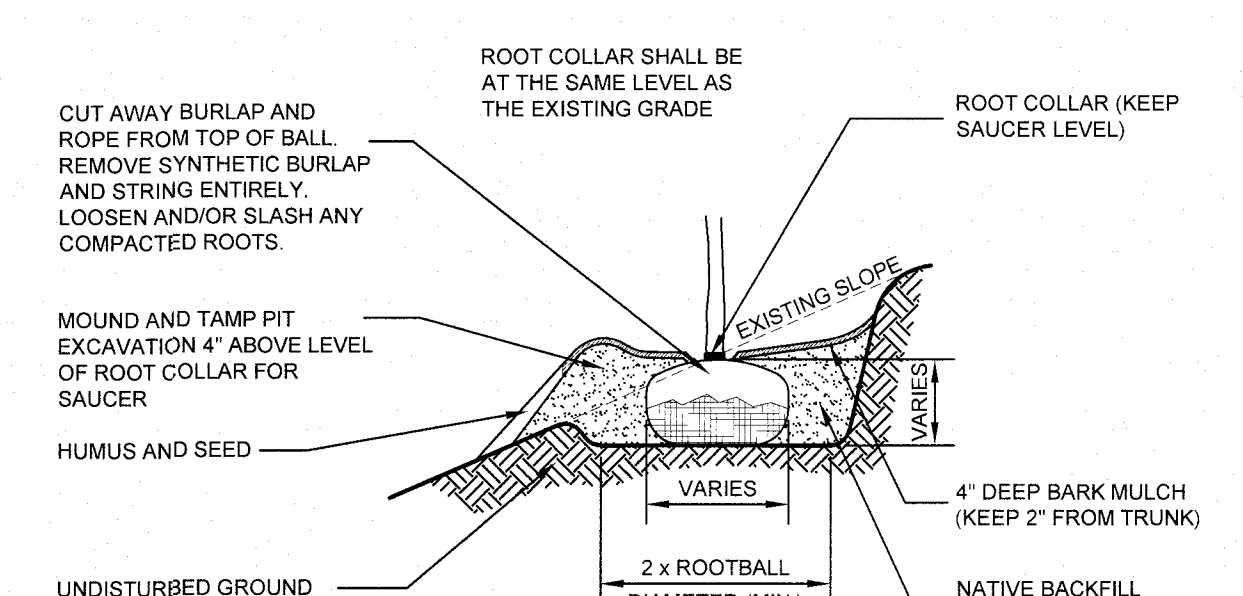 ROOT COLLAR SHALL BE
AT THE SAME LEVEL AS
THE EXISTING GRADE
CUT AWAY BURLAP AND
ROPE FROM TOP OF BALL.
REMOVE SYNTHETIC BURLAP
AND STRING ENTIRELY.
LOOSEN AND/OR SLASH ANY
COMPACTED ROOTS.
ROOT COLLAR (KEEP
SAUCER LEVEL)
EXISTING SLOPE
MOUND AND TAMP PIT
EXCAVATION 4" ABOVE LEVEL
OF ROOT COLLAR FOR
SAUCER
VARIES
HUMUS AND SEED
VARIES
4" DEEP BARK MULCH
(KEEP 2" FROM TRUNK)
2 x ROOTBALL
DIAMETER (MIN.)
UNDISTURBED GROUND
NATIVE BACKFILL